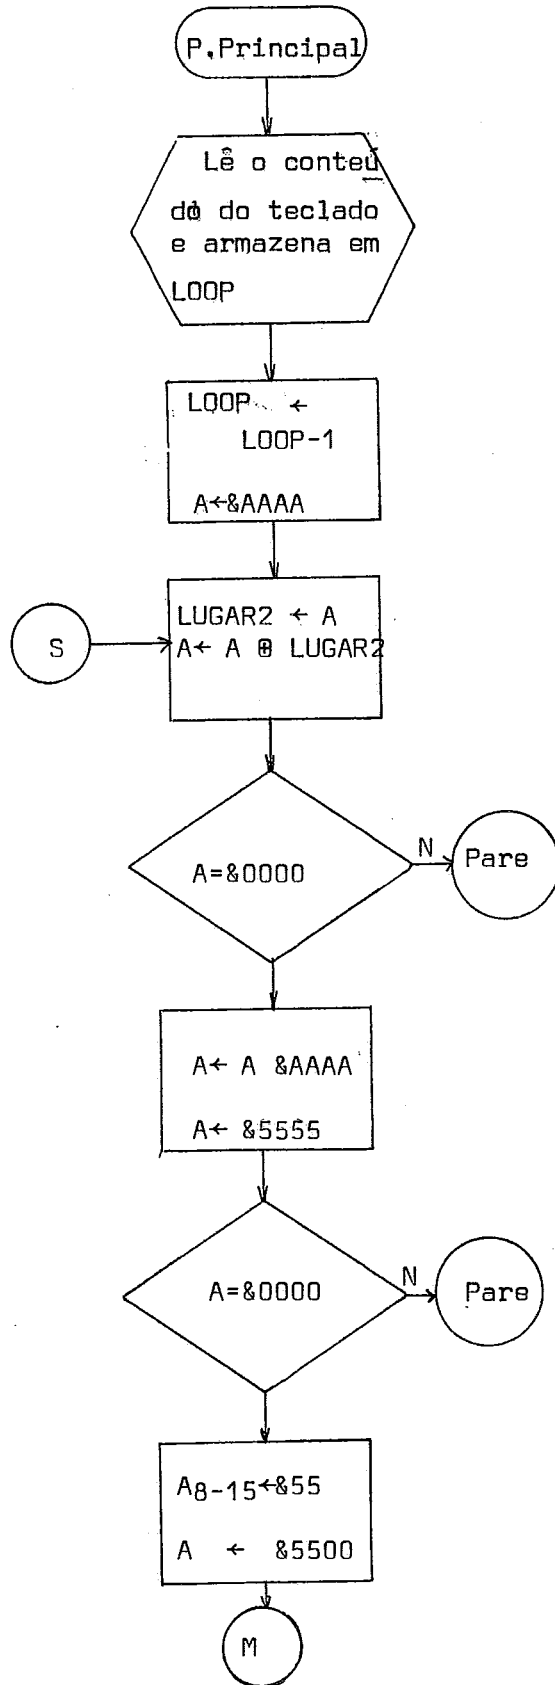 P.Principal
Lê o conteú
do do teclado
e armazena em
LOOP
LOOP ←
LOOP-1
A←&AAAA
LUGAR2 ← A
S
A← A ⊞ LUGAR2
N
Pare
A=&0000
A← A &AAAA
A← &5555
N
A=&0000
Pare
A8-15←&55
A ← &5500
M